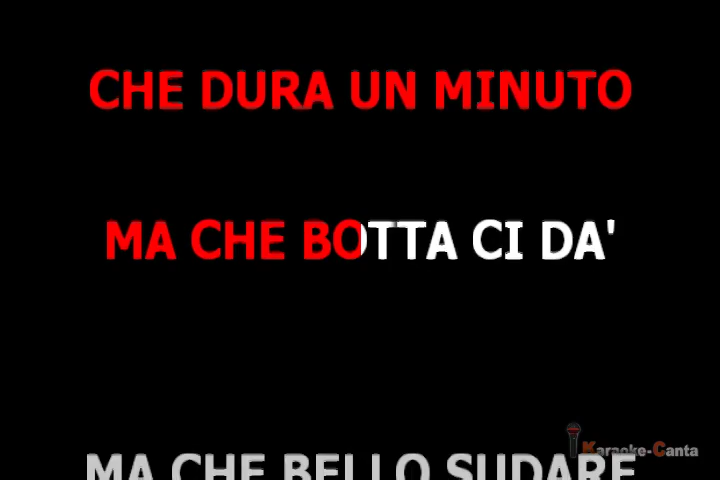 CHE DURA UN MINUTO
MA CHE BOTTA CI DA'
Karaoke-Canta
MA CHE BELLO SUDARE